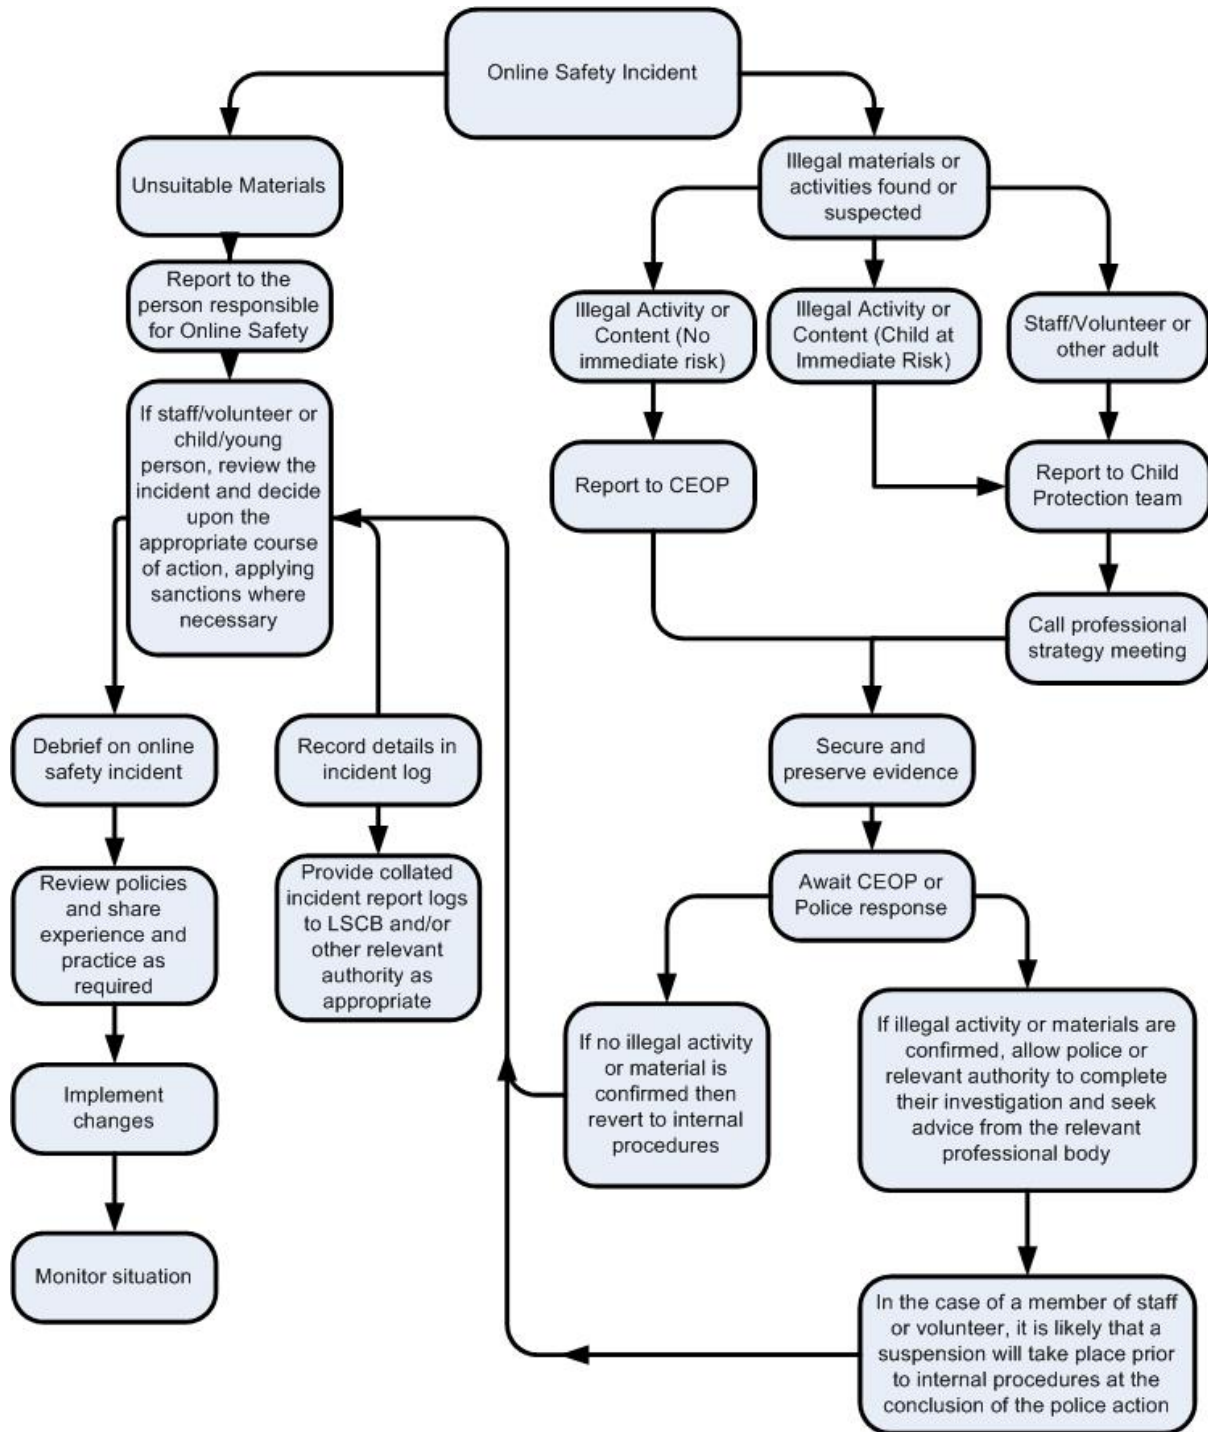 Online Safety Incident
Unsuitable Materials
Report to the
person responsible
for Online Safety
If staff/volunteer or
child/young
person, review the
incident and decide
upon the
appropriate course
of action, applying
sanctions where
necessary
Debrief on online
safety incident
Review policies
and share
experience and
practice as
required
Implement
changes
Monitor situation
Record details in
incident log
Provide collated
incident report logs
to LSCB and/or
other relevant
authority as
appropriate
Illegal materials or
activities found or
suspected
Illegal Activity or
Content (No
immediate risk)
Illegal Activity or
Content (Child at
Immediate Risk)
Staff/Volunteer or
other adult
Report to CEOP
Report to Child
Protection team
Call professional
strategy meeting
Secure and
preserve evidence
Await CEOP or
Police response
If no illegal activity
or material is
confirmed then
revert to internal
procedures
If illegal activity or materials are
confirmed, allow police or
relevant authority to complete
their investigation and seek
advice from the relevant
professional body
In the case of a member of staff
or volunteer, it is likely that a
suspension will take place prior
to internal procedures at the
conclusion of the police action